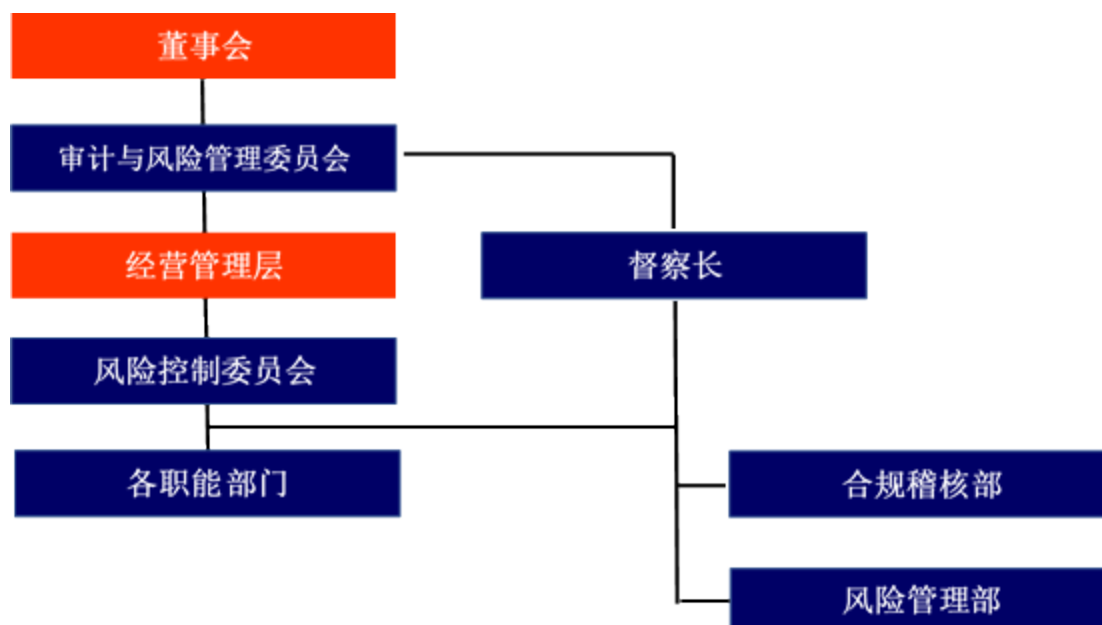 董事会
审计与风险管理委员会
经营管理层
督察长
风险控制委员会
各职能部门
合规稽核部
风险管理部